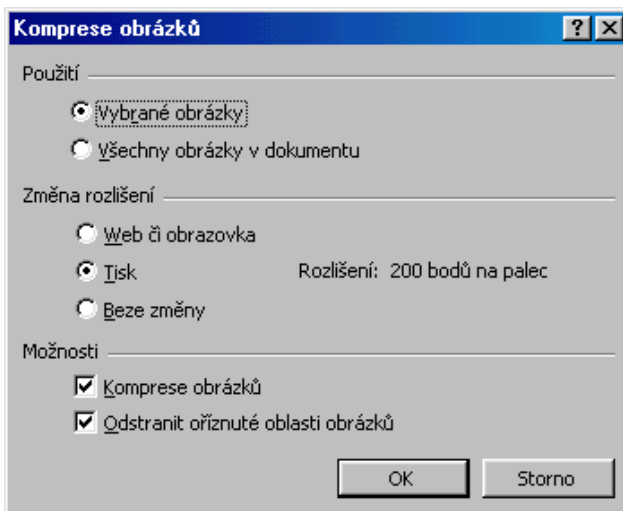 Komprese obrázků
Použití
Vybrané obrázky
Všechny obrázky v dokumentu
Změna rozlišení
Web či obrazovka
Tisk Rozlišení: 200 bodů na palec
Beze změny
Možnosti
Komprese obrázků
Odstranit oříznuté oblasti obrázků
OK Storno